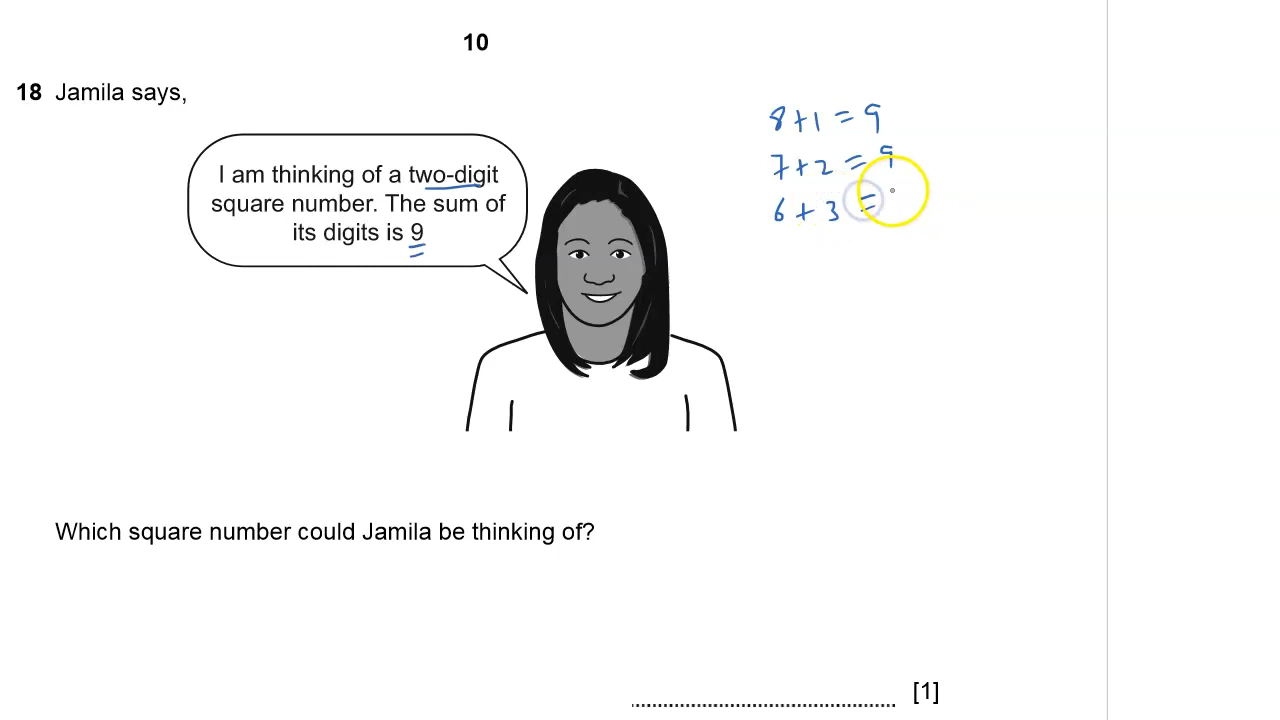 10
18 Jamila says,
I am thinking of a two-digit
square number. The sum of
its digits is 9
8+1=9
7+2=9
6+3=
Which square number could Jamila be thinking of?
[1]